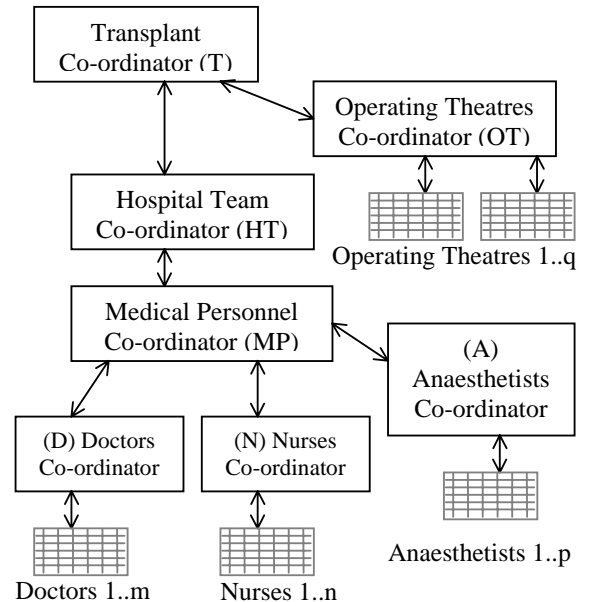 Transplant
Co-ordinator (T)
Operating Theatres
Co-ordinator (OT)
Hospital Team
Co-ordinator (HT)
Operating Theatres 1..q
Medical Personnel
Co-ordinator (MP)
(A)
Anaesthetists
Co-ordinator
(D) Doctors
Co-ordinator
(N) Nurses
Co-ordinator
Anaesthetists 1..p
Doctors 1..m
Nurses 1..n